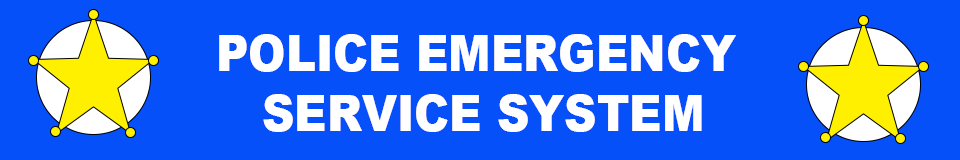 POLICE EMERGENCY
SERVICE SYSTEM